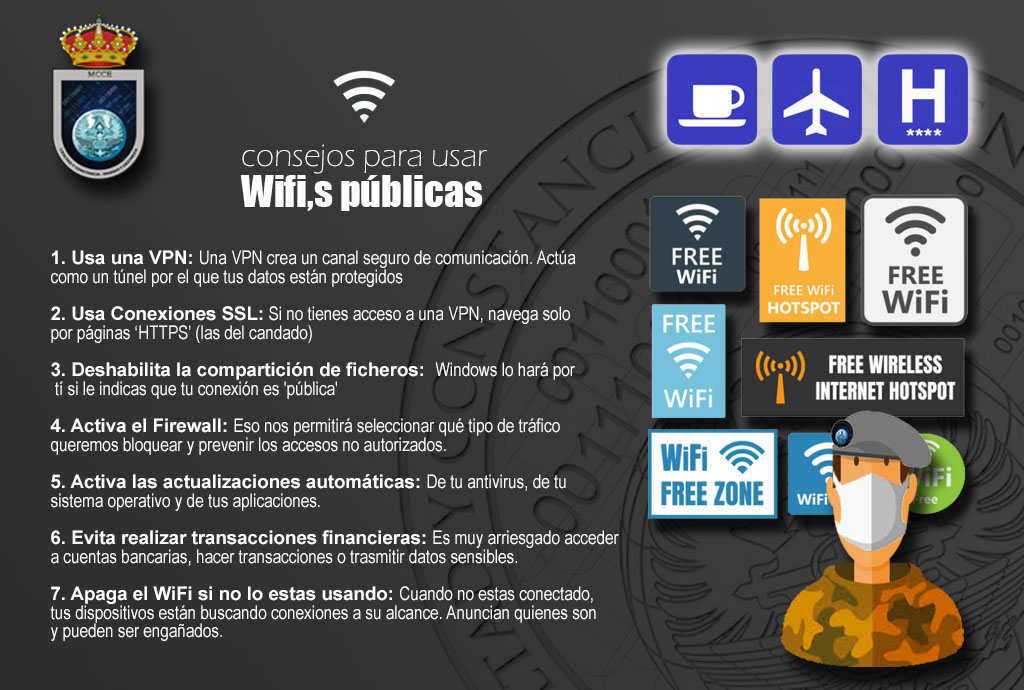 MCCE
consejos para usar
Wifi,s públicas
1. Usa una VPN: Una VPN crea un canal seguro de comunicación. Actúa
como un túnel por el que tus datos están protegidos
2. Usa Conexiones SSL: Si no tienes acceso a una VPN, navega solo
por páginas ‘HTTPS’ (las del candado)
3. Deshabilita la compartición de ficheros: Windows lo hará por
tí si le indicas que tu conexión es 'pública'
4. Activa el Firewall: Eso nos permitirá seleccionar qué tipo de tráfico
queremos bloquear y prevenir los accesos no autorizados.
5. Activa las actualizaciones automáticas: De tu antivirus, de tu
sistema operativo y de tus aplicaciones.
6. Evita realizar transacciones financieras: Es muy arriesgado acceder
a cuentas bancarias, hacer transacciones o trasmitir datos sensibles.
7. Apaga el WiFi si no lo estas usando: Cuando no estas conectado,
tus dispositivos están buscando conexiones a su alcance. Anuncian quienes son
y pueden ser engañados.
H
****
FREE
WiFi
FREE WiFi
HOTSPOT
FREE
WiFi
FREE
WiFi
FREE WIRELESS
INTERNET HOTSPOT
WiFi
FREE ZONE
WiFi
WiFi
Free
Y CONSTANCIA